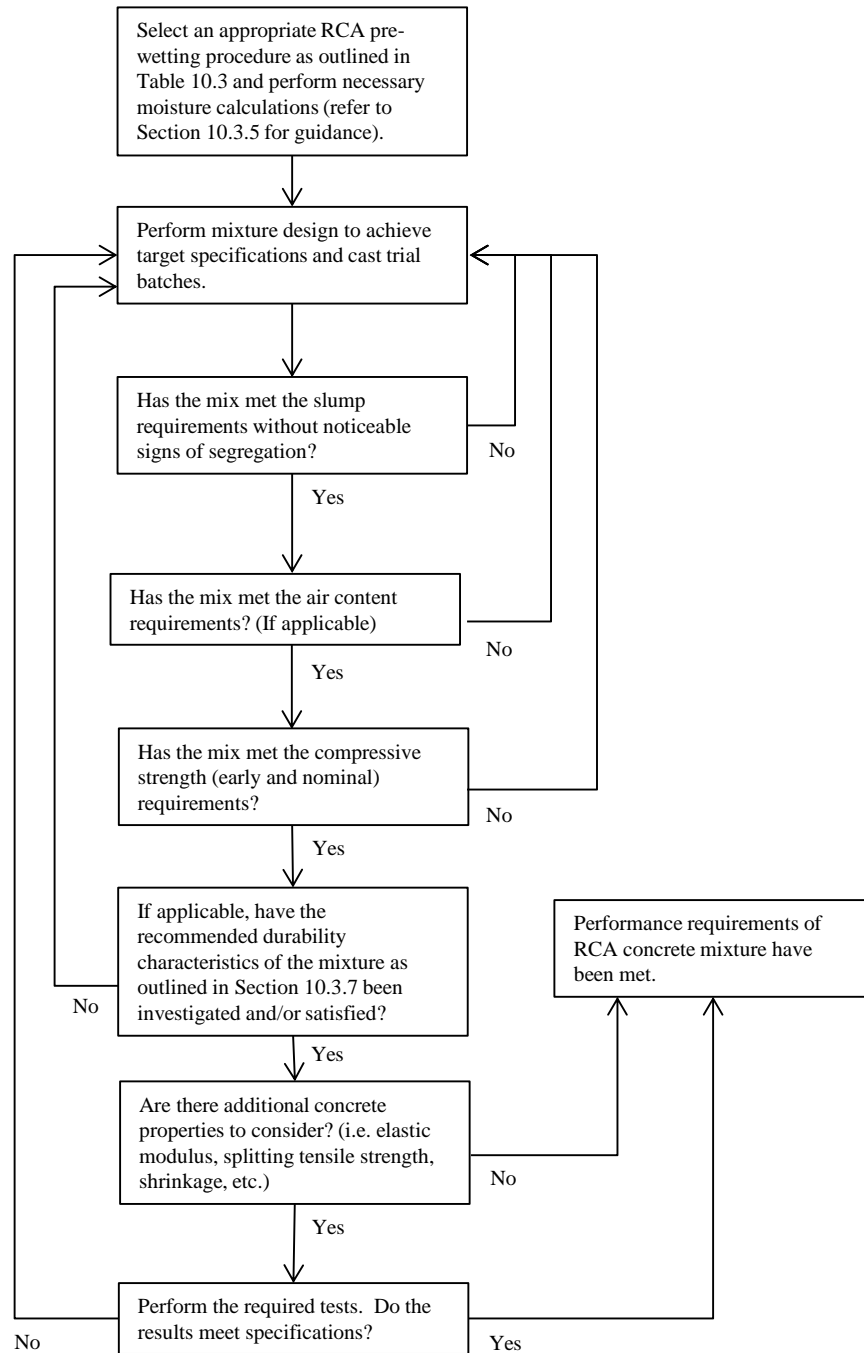 Select an appropriate RCA pre-
wetting procedure as outlined in
Table 10.3 and perform necessary
moisture calculations (refer to
Section 10.3.5 for guidance).
Perform mixture design to achieve
target specifications and cast trial
batches.
Has the mix met the slump
requirements without noticeable
signs of segregation?
No
Yes
Has the mix met the air content
requirements? (If applicable)
No
Yes
Has the mix met the compressive
strength (early and nominal)
requirements?
No
Yes
If applicable, have the
recommended durability
characteristics of the mixture as
outlined in Section 10.3.7 been
investigated and/or satisfied?
No
Yes
Performance requirements of
RCA concrete mixture have
been met.
Are there additional concrete
properties to consider? (i.e. elastic
modulus, splitting tensile strength,
shrinkage, etc.)
No
Yes
Perform the required tests.  Do the
results meet specifications?
No
Yes